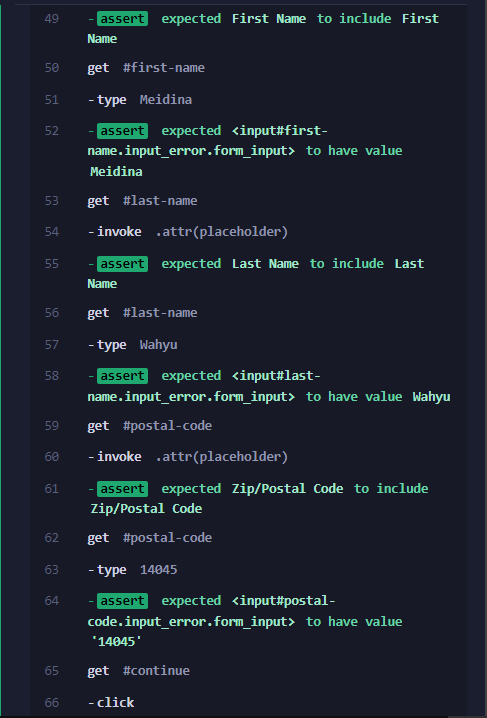 49 -assert expected First Name to include First
Name
50 get #first-name
51 -type Meidina
52 -assert expected <input#first-
name.input_error.form_input> to have value
Meidina
53 get #last-name
54 -invoke .attr(placeholder)
55 -assert expected Last Name to include Last
Name
56 get #last-name
57 -type Wahyu
58 -assert expected <input#last-
name.input_error.form_input> to have value Wahyu
59 get #postal-code
60 -invoke .attr(placeholder)
61 -assert expected Zip/Postal Code to include
Zip/Postal Code
62 get #postal-code
63 -type 14045
64 -assert expected <input#postal-
code.input_error.form_input> to have value
'14045'
65 get #continue
66 -click